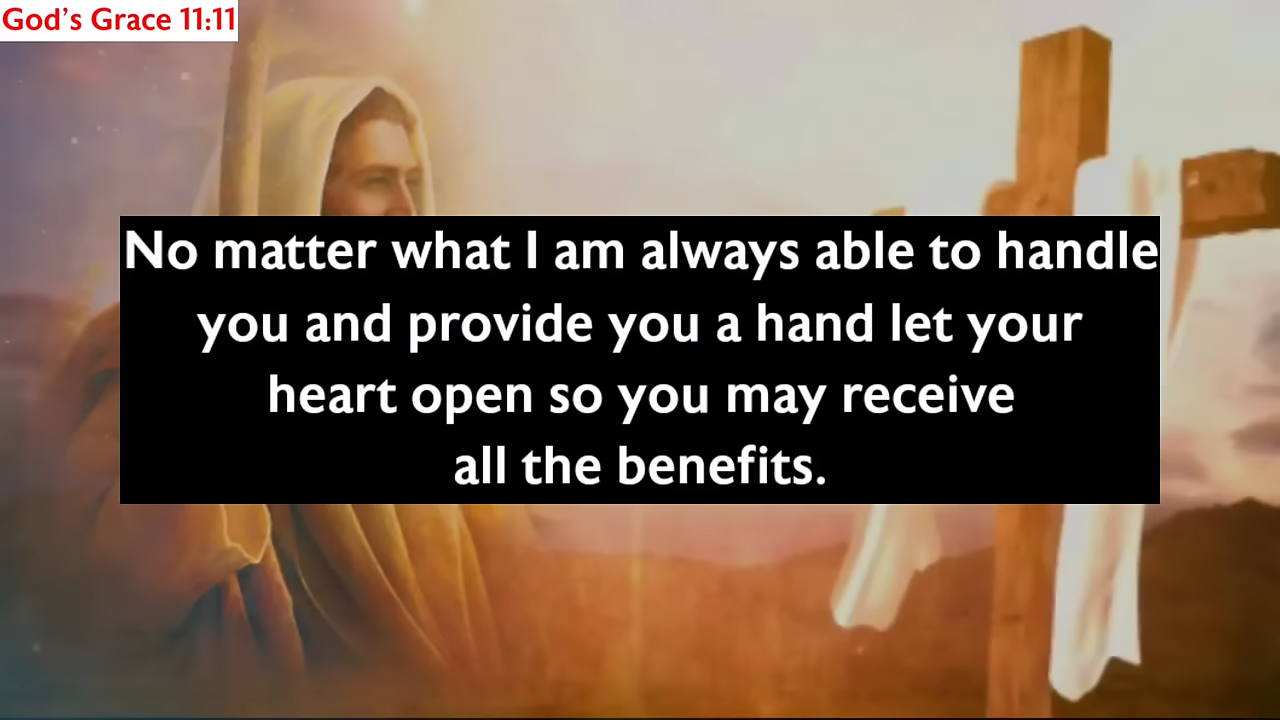 God's Grace 11:11
No matter what I am always able to handle
you and provide you a hand let your
heart open so you may receive
all the benefits.